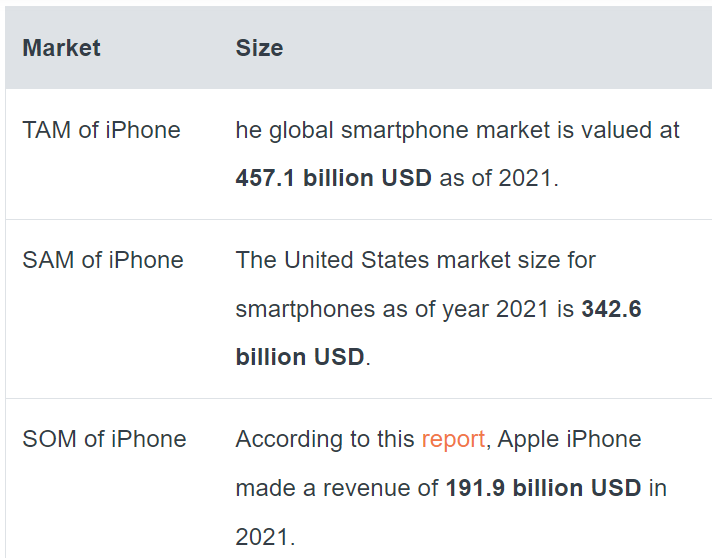 Market Size
TAM of iPhone he global smartphone market is valued at
457.1 billion USD as of 2021.
SAM of iPhone The United States market size for
smartphones as of year 2021 is 342.6
billion USD.
SOM of iPhone According to this report, Apple iPhone
made a revenue of 191.9 billion USD in
2021.